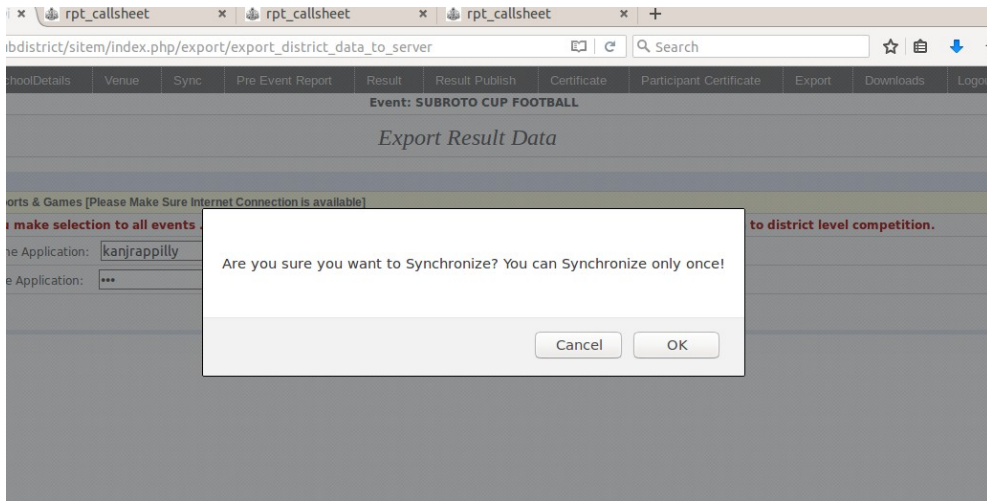 rpt_callsheet rpt_callsheet rpt_callsheet
bdistrict/sitem/index.php/export/export_district_data_to_server Search
choolDetails Venue Sync Pre Event Report Result Result Publish Certificate Participant Certificate Export Downloads Logou
Event: SUBROTO CUP FOOTBALL
Export Result Data
orts & Games [Please Make Sure Internet Connection is available]
u make selection to all events . to district level competition.
ne Application: kanjrappilly
Are you sure you want to Synchronize? You can Synchronize only once!
e Application: •••
Cancel OK